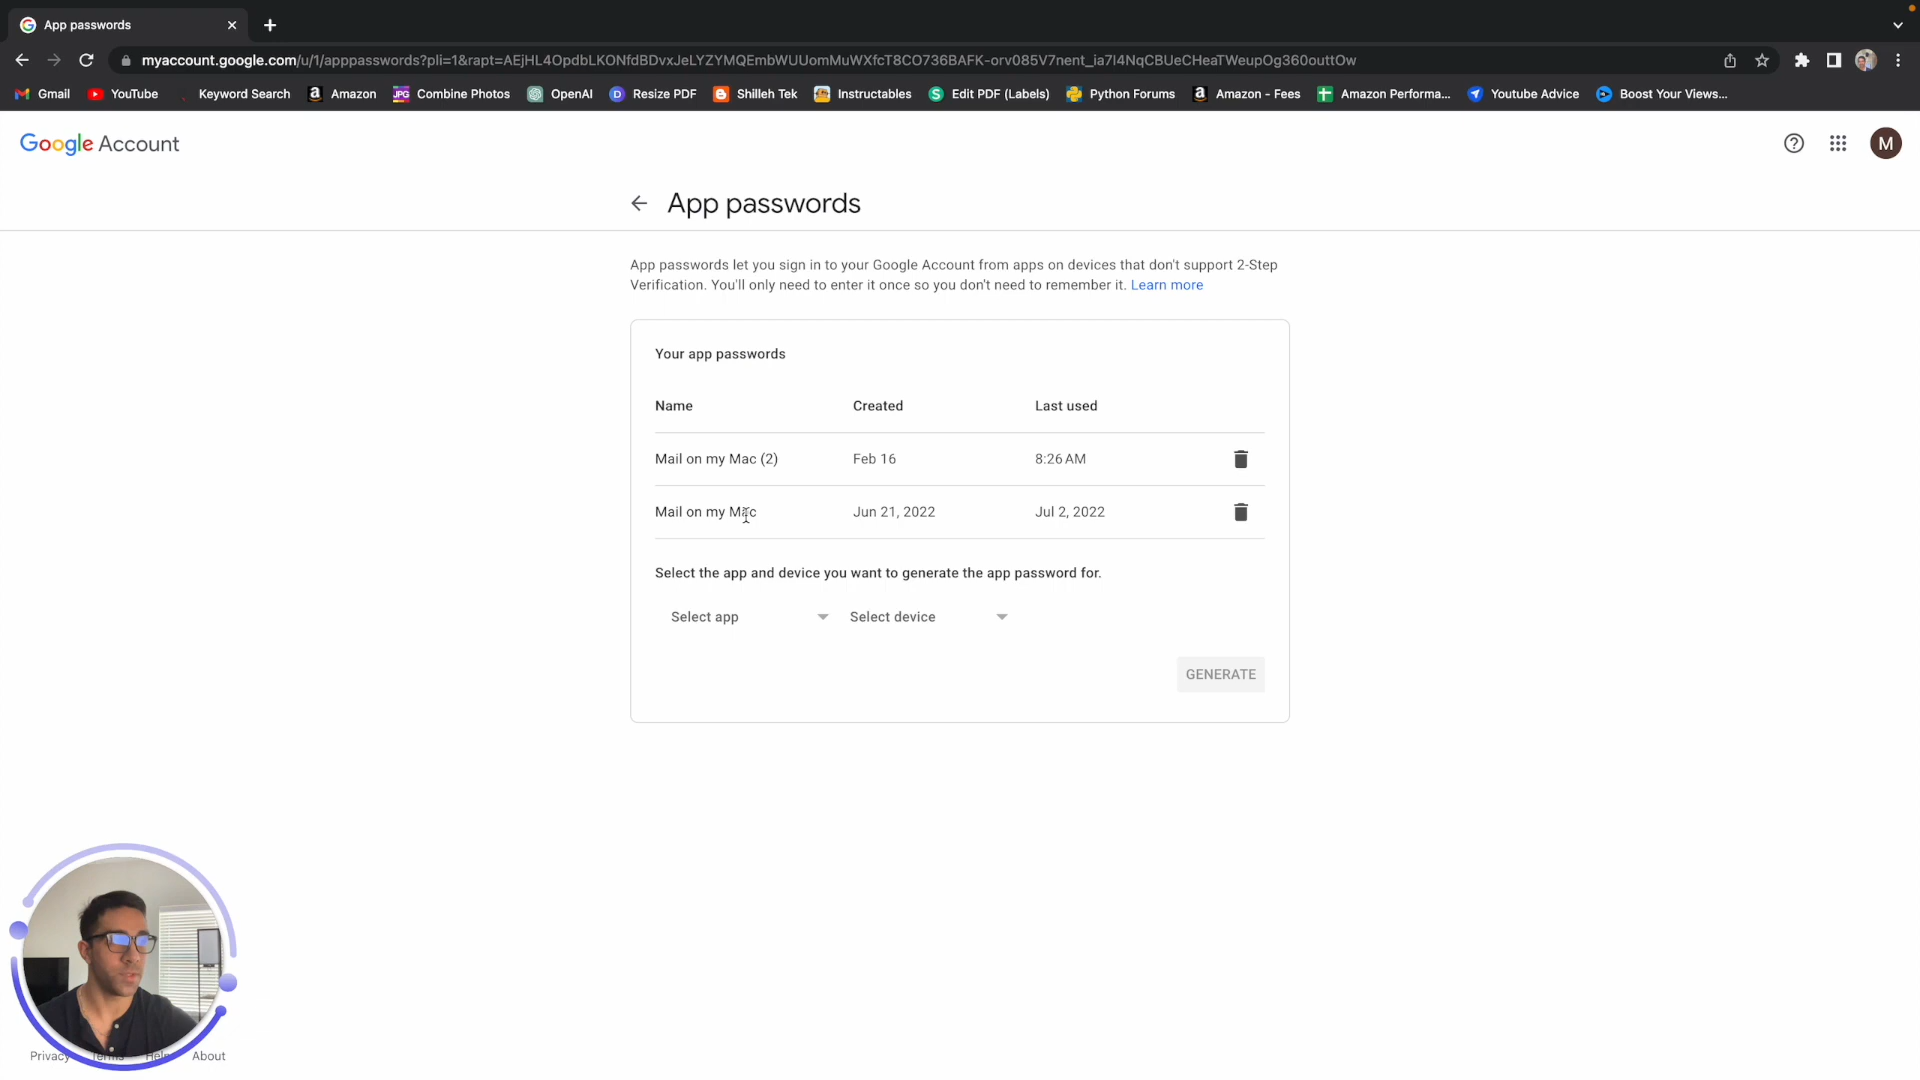 App passwords
myaccount.google.com/u/1/apppasswords?pli=1&rapt=AEjHL4OpdbLKONfdBDvxJeLYZYMQEmbWUUomMuWXfcT8CO736BAFK-orv085V7nent_ia7l4NqCBUeCHeaTWeupOg360outtOw
Gmail YouTube Keyword Search Amazon Combine Photos OpenAI Resize PDF Shilleh Tek Instructables Edit PDF (Labels) Python Forums Amazon - Fees Amazon Performa... Youtube Advice Boost Your Views...
Google Account
M
App passwords
App passwords let you sign in to your Google Account from apps on devices that don't support 2-Step
Verification. You'll only need to enter it once so you don't need to remember it. Learn more
Your app passwords
Name Created Last used
Mail on my Mac (2) Feb 16 8:26 AM
Mail on my Mac Jun 21, 2022 Jul 2, 2022
Select the app and device you want to generate the app password for.
Select app Select device
GENERATE
Privacy Terms Help About